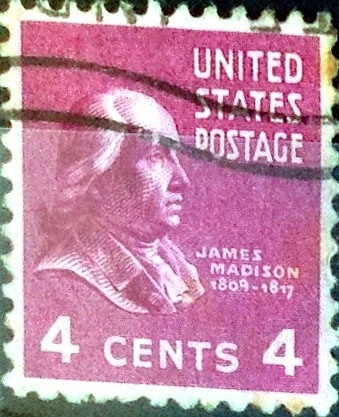 UNITED
STATES
POSTAGE
JAMES
MADISON
1809-1817
4 CENTS 4